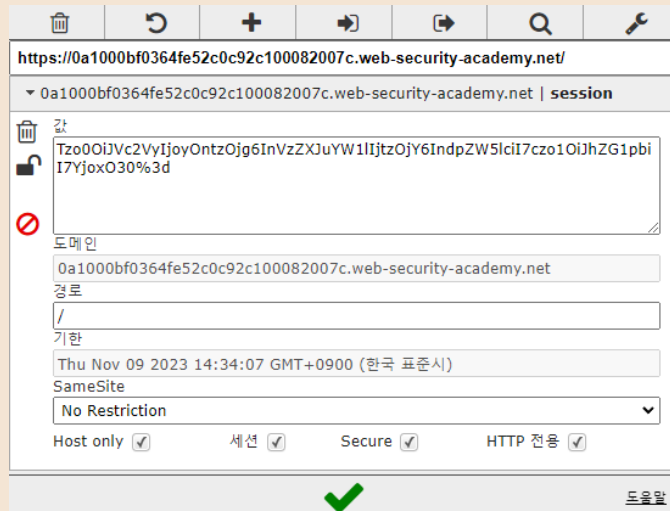 https://0a1000bf0364fe52c0c92c100082007c.web-security-academy.net/
0a1000bf0364fe52c0c92c100082007c.web-security-academy.net | session
값
Tzo0OiJVc2VyIjoyOntzOjg6InVzZXJuYW1lIjtzOjY6IndpZW5lciI7czo1OiJhZG1pbi
I7YjoxO30%3d
도메인
0a1000bf0364fe52c0c92c100082007c.web-security-academy.net
경로
/
기한
Thu Nov 09 2023 14:34:07 GMT+0900 (한국 표준시)
SameSite
No Restriction
Host only 세션 Secure HTTP 전용
도움말